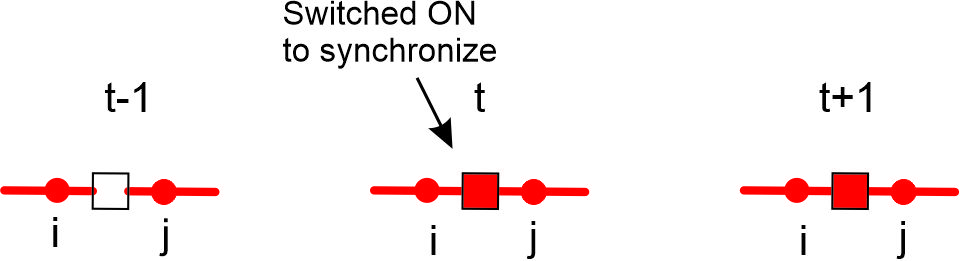 Switched ON
to synchronize
t-1
t
t+1
i
j
i
j
i
j